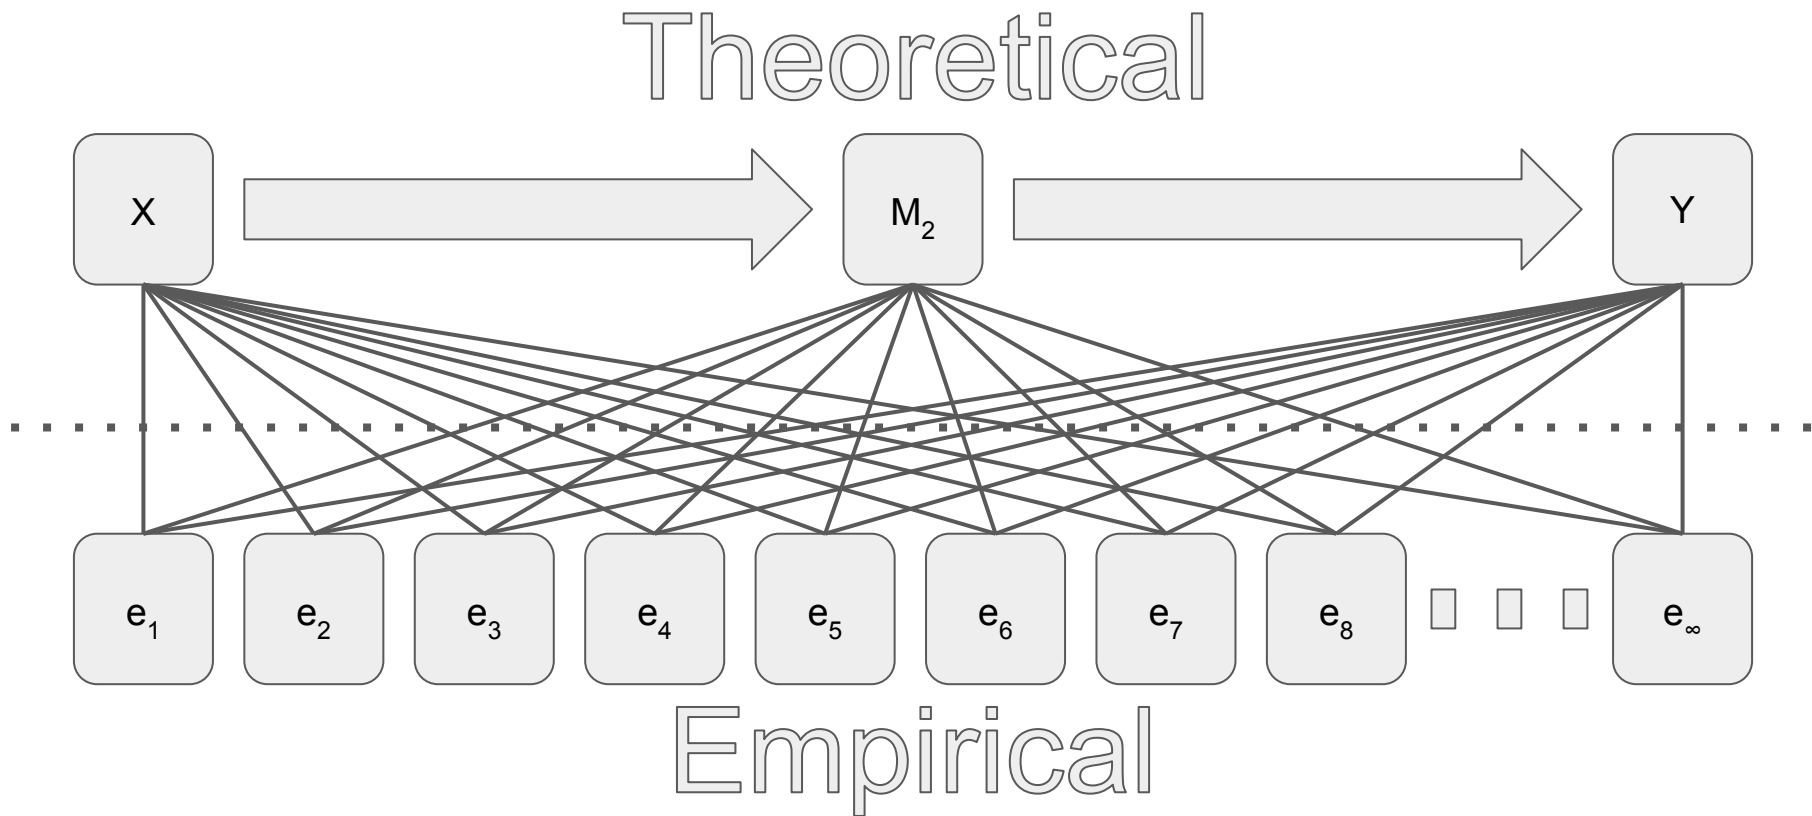 Theoretical
X M₂ Y
e₁ e₂ e₃ e₄ e₅ e₆ e₇ e₈ e∞
Empirical